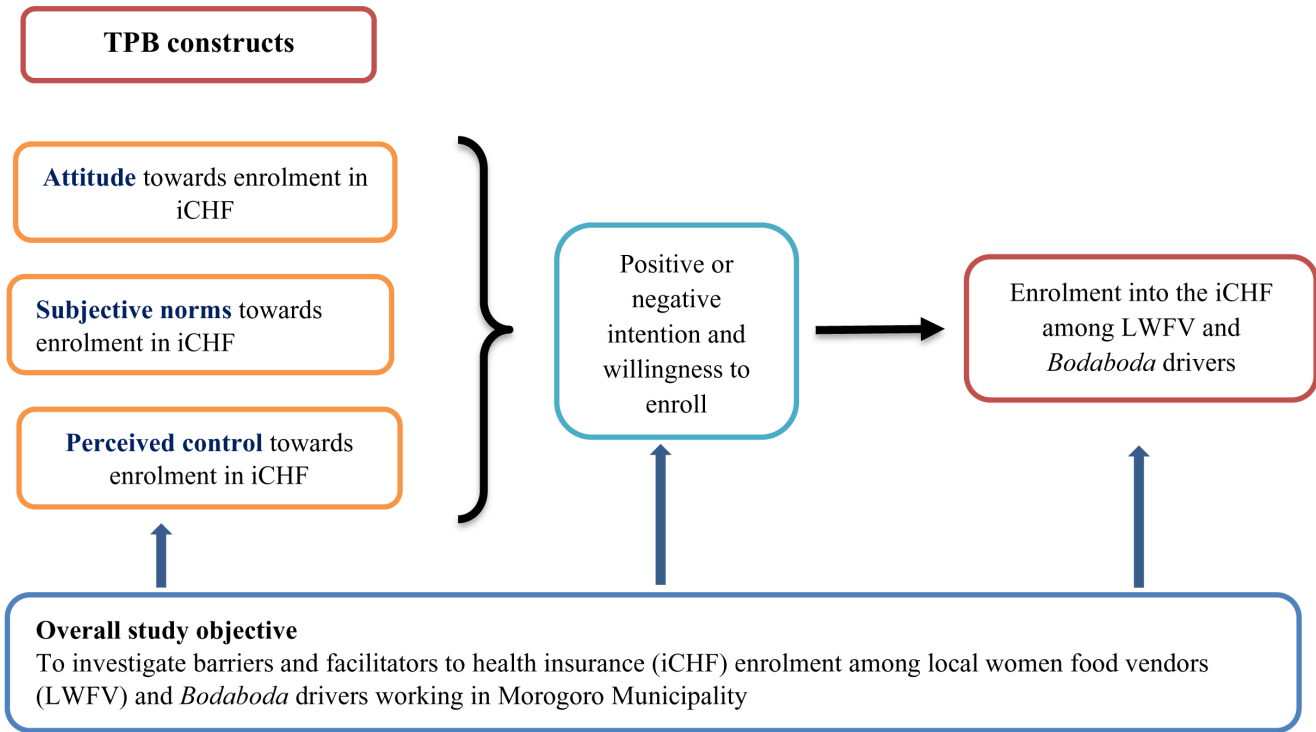 TPB constructs
Attitude towards enrolment in
iCHF
Subjective norms towards
enrolment in iCHF
Perceived control towards
enrolment in iCHF
Positive or
negative
intention and
willingness to
enroll
Enrolment into the iCHF
among LWFV and
Bodaboda drivers
Overall study objective
To investigate barriers and facilitators to health insurance (iCHF) enrolment among local women food vendors
(LWFV) and Bodaboda drivers working in Morogoro Municipality